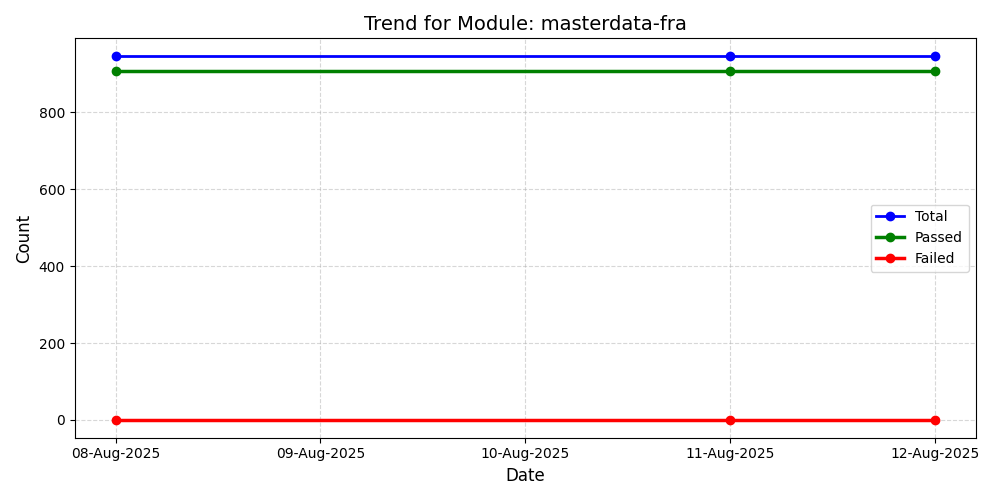 Trend for Module: masterdata-fra
Count
800
600
400
200
0
Total
Passed
Failed
08-Aug-2025 09-Aug-2025 10-Aug-2025 11-Aug-2025 12-Aug-2025
Date